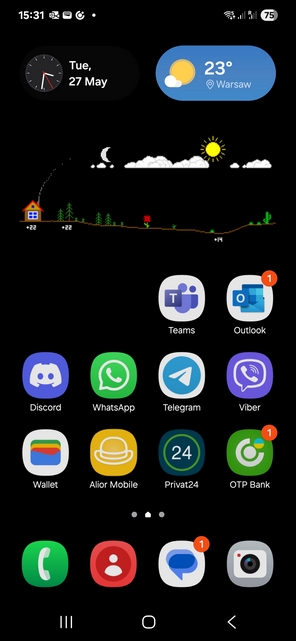 15:31
75
Tue,
27 May
23°
Warsaw
+22
+22
+14
1
T
Teams
Outlook
Discord
WhatsApp
Telegram
Viber
1
24
Wallet
Alior Mobile
Privat24
OTP Bank
1